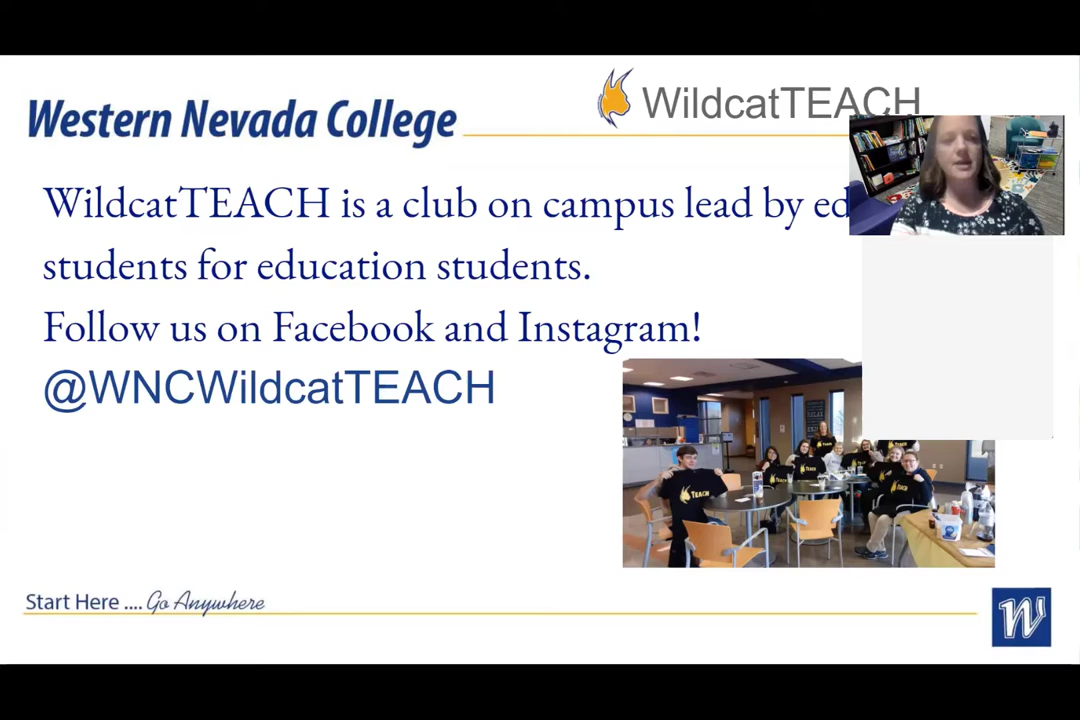 WildcatTEACH
Western Nevada College
WildcatTEACH is a club on campus lead by
students for education students.
Follow us on Facebook and Instagram!
@WNCWildcatTEACH
TEACH
Start Here .... Go Anywhere
W